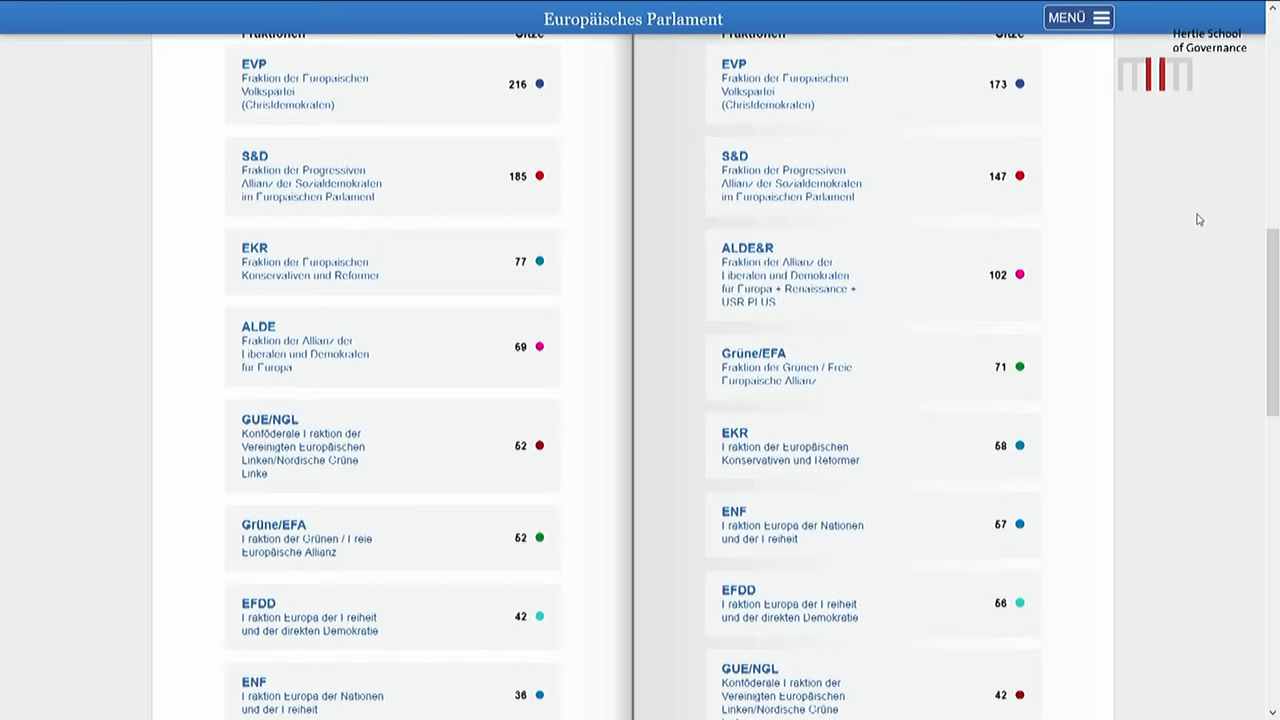 Europäisches Parlament
MENÜ
Hertie School
of Governance
Fraktionen Sitze
EVP
Fraktion der Europäischen
Volkspartei
(Christdemokraten)
216
S&D
Fraktion der Progressiven
Allianz der Sozialdemokraten
im Europäischen Parlament
185
EKR
Fraktion der Europäischen
Konservativen und Reformer
77
ALDE
Fraktion der Allianz der
Liberalen und Demokraten
für Europa
69
GUE/NGL
Konföderale Fraktion der
Vereinigten Europäischen
Linken/Nordische Grüne
Linke
52
Grüne/EFA
Fraktion der Grünen / Freie
Europäische Allianz
52
EFDD
Fraktion Europa der Freiheit
und der direkten Demokratie
42
ENF
Fraktion Europa der Nationen
und der Freiheit
36
Fraktionen Sitze
EVP
Fraktion der Europäischen
Volkspartei
(Christdemokraten)
173
S&D
Fraktion der Progressiven
Allianz der Sozialdemokraten
im Europäischen Parlament
147
ALDE&R
Fraktion der Allianz der
Liberalen und Demokraten
für Europa + Renaissance +
USR PLUS
102
Grüne/EFA
Fraktion der Grünen / Freie
Europäische Allianz
71
EKR
Fraktion der Europäischen
Konservativen und Reformer
58
ENF
Fraktion Europa der Nationen
und der Freiheit
57
EFDD
Fraktion Europa der Freiheit
und der direkten Demokratie
56
GUE/NGL
Konföderale Fraktion der
Vereinigten Europäischen
Linken/Nordische Grüne
42